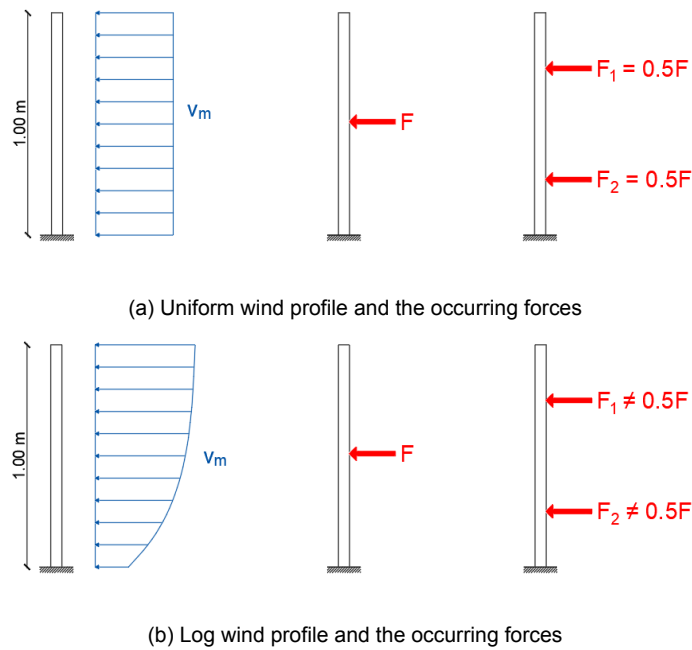 1.00 m
vm
F
F1 = 0.5F
F2 = 0.5F
(a) Uniform wind profile and the occurring forces
1.00 m
vm
F
F1 ≠ 0.5F
F2 ≠ 0.5F
(b) Log wind profile and the occurring forces